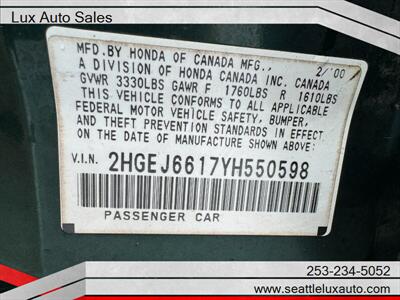 Lux Auto Sales
MFD.BY HONDA OF CANADA MFG., 2/'00
A DIVISION OF HONDA CANADA INC. CANADA
GVWR 3330LBS GAWR F 1760LBS R 1610LBS
THIS VEHICLE CONFORMS TO ALL APPLICABLE
FEDERAL MOTOR VEHICLE SAFETY, BUMPER,
AND THEFT PREVENTION STANDARDS IN EFFECT
ON THE DATE OF MANUFACTURE SHOWN ABOVE.
V.I.N. 2HGEJ6617YH550598
PASSENGER CAR
253-234-5052
www.seattleluxauto.com